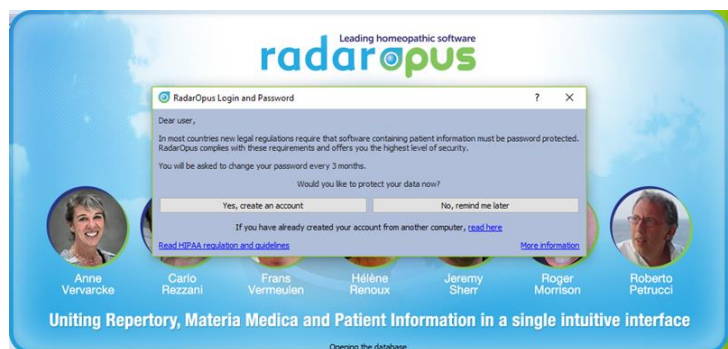 Leading homeopathic software
radaropus
RadarOpus Login and Password
?
X
Dear user,
In most countries new legal regulations require that software containing patient information must be password protected.
RadarOpus complies with these requirements and offers you the highest level of security.
You will be asked to change your password every 3 months.
Would you like to protect your data now?
Yes, create an account
No, remind me later
If you have already created your account from another computer, read here
Read HIPAA regulation and guidelines
More information
Anne Vervarcke
Carlo Rezzani
Frans Vermeulen
Hélène Renoux
Jeremy Sherr
Roger Morrison
Roberto Petrucci
Uniting Repertory, Materia Medica and Patient Information in a single intuitive interface
Opening the database